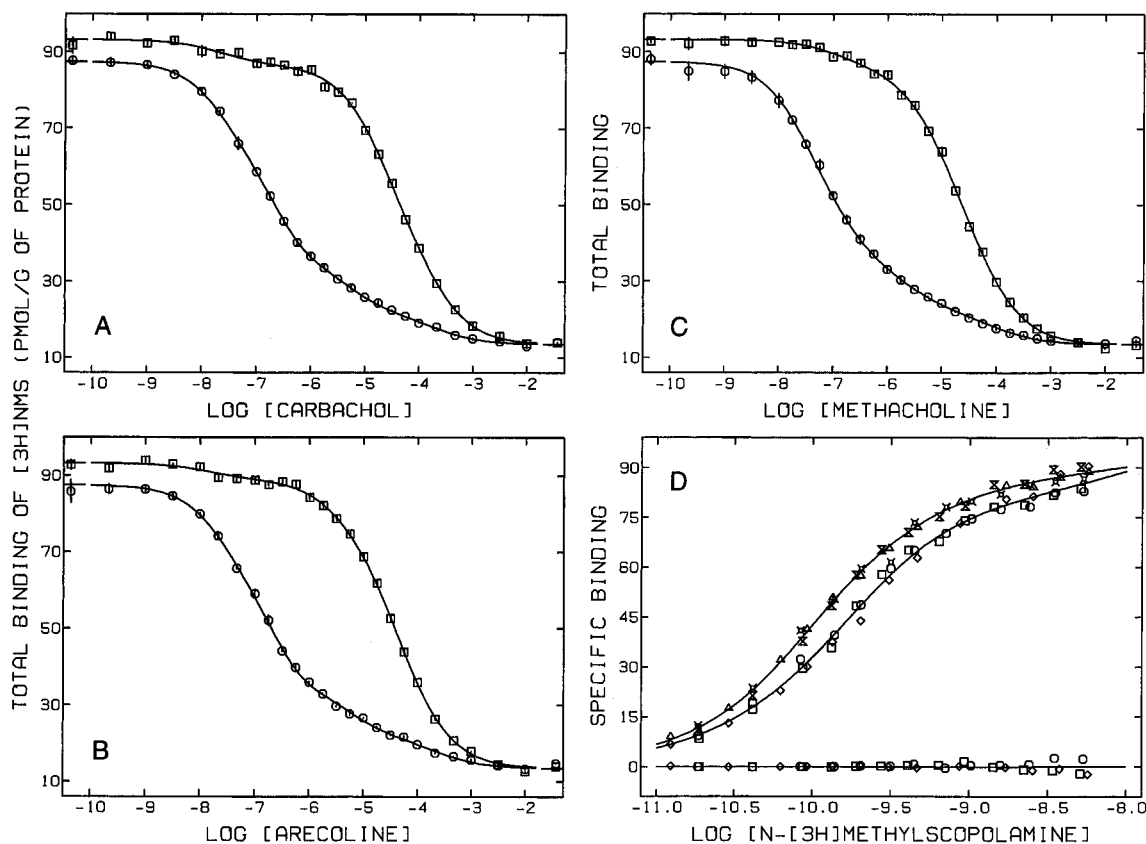 TOTAL BINDING OF [3H]NMS (PMOL/G OF PROTEIN)
90
70
50
30
10
A
-10 -9 -8 -7 -6 -5 -4 -3 -2 -1
LOG [CARBACHOL]
TOTAL BINDING
90
70
50
30
10
C
-10 -9 -8 -7 -6 -5 -4 -3 -2 -1
LOG [METHACHOLINE]
90
70
50
30
10
B
-10 -9 -8 -7 -6 -5 -4 -3 -2 -1
LOG [ARECOLINE]
SPECIFIC BINDING
90
75
60
45
30
15
0
D
-11.0 -10.5 -10.0 -9.5 -9.0 -8.5 -8.0
LOG [N-[3H]METHYLSCOPOLAMINE]